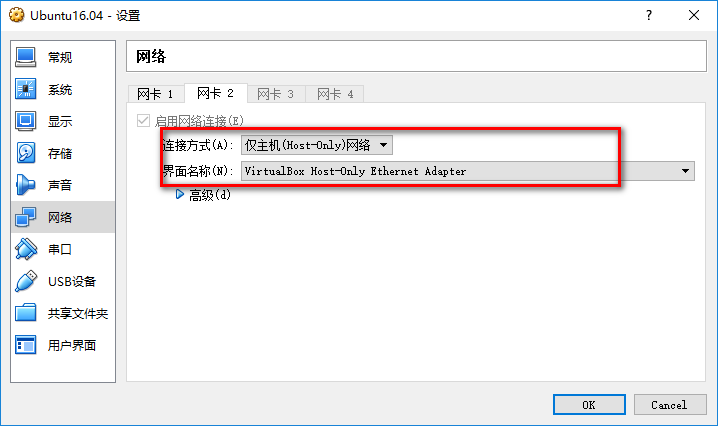 Ubuntu16.04 - 设置
?
常规
系统
显示
存储
声音
网络
串口
USB设备
共享文件夹
用户界面
网络
网卡 1 网卡 2 网卡 3 网卡 4
启用网络连接(E)
连接方式(A): 仅主机(Host-Only)网络
界面名称(N): VirtualBox Host-Only Ethernet Adapter
高级(d)
OK Cancel